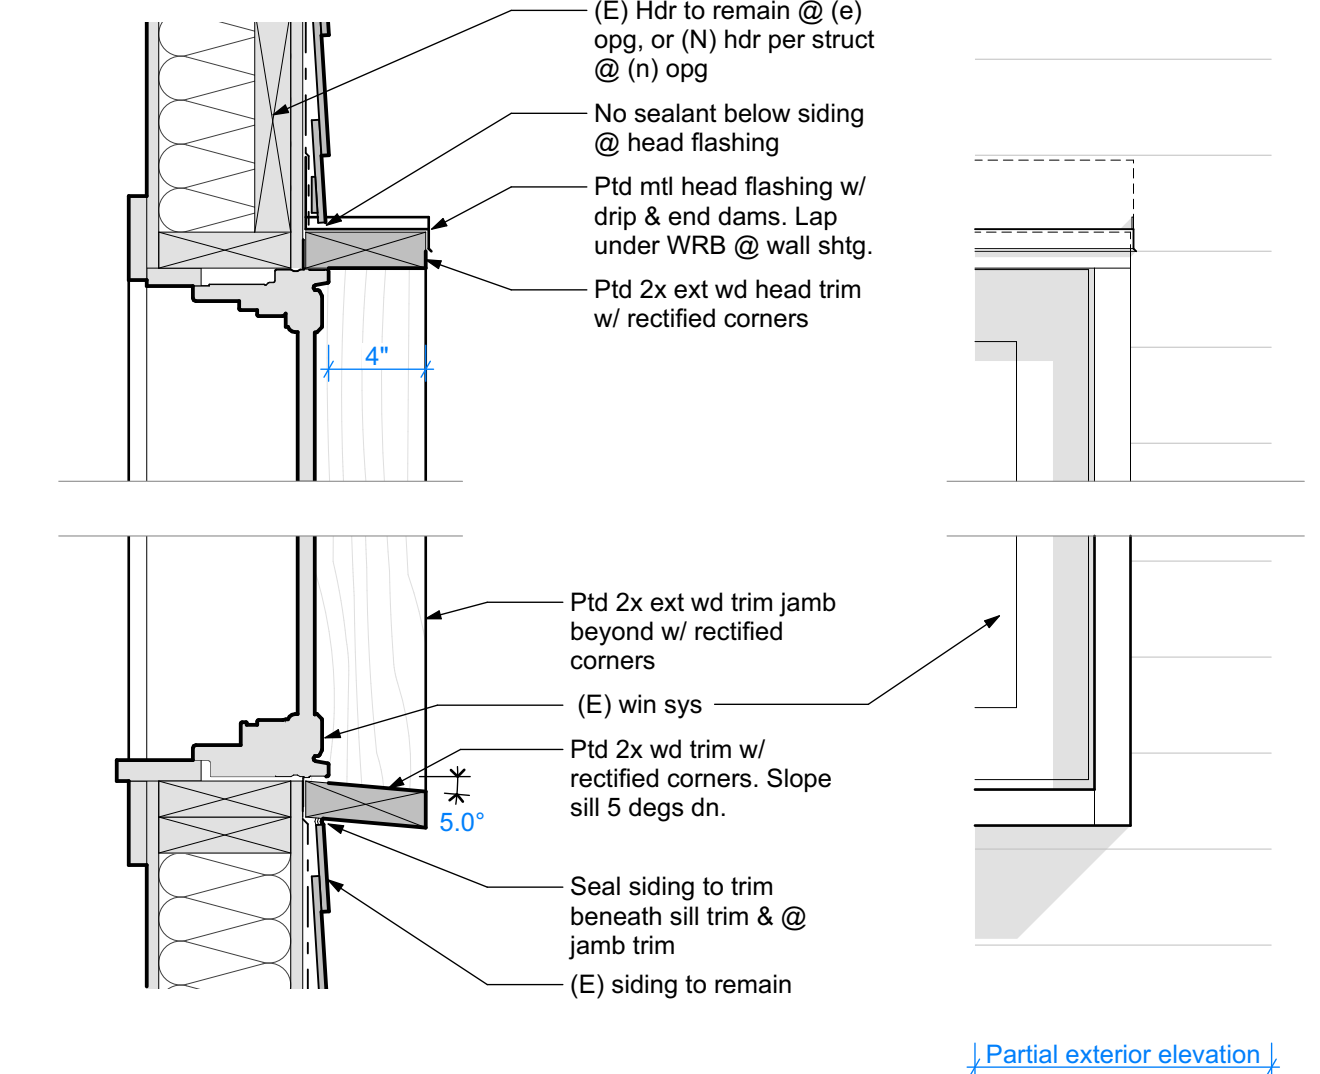 (E) Hdr to remain @ (e)
opg, or (N) hdr per struct
@ (n) opg
No sealant below siding
@ head flashing
Ptd mtl head flashing w/
drip & end dams. Lap
under WRB @ wall shtg.
Ptd 2x ext wd head trim
w/ rectified corners
4"
Ptd 2x ext wd trim jamb
beyond w/ rectified
corners
(E) win sys
Ptd 2x wd trim w/
rectified corners. Slope
sill 5 degs dn.
5.0°
Seal siding to trim
beneath sill trim & @
jamb trim
(E) siding to remain
Partial exterior elevation